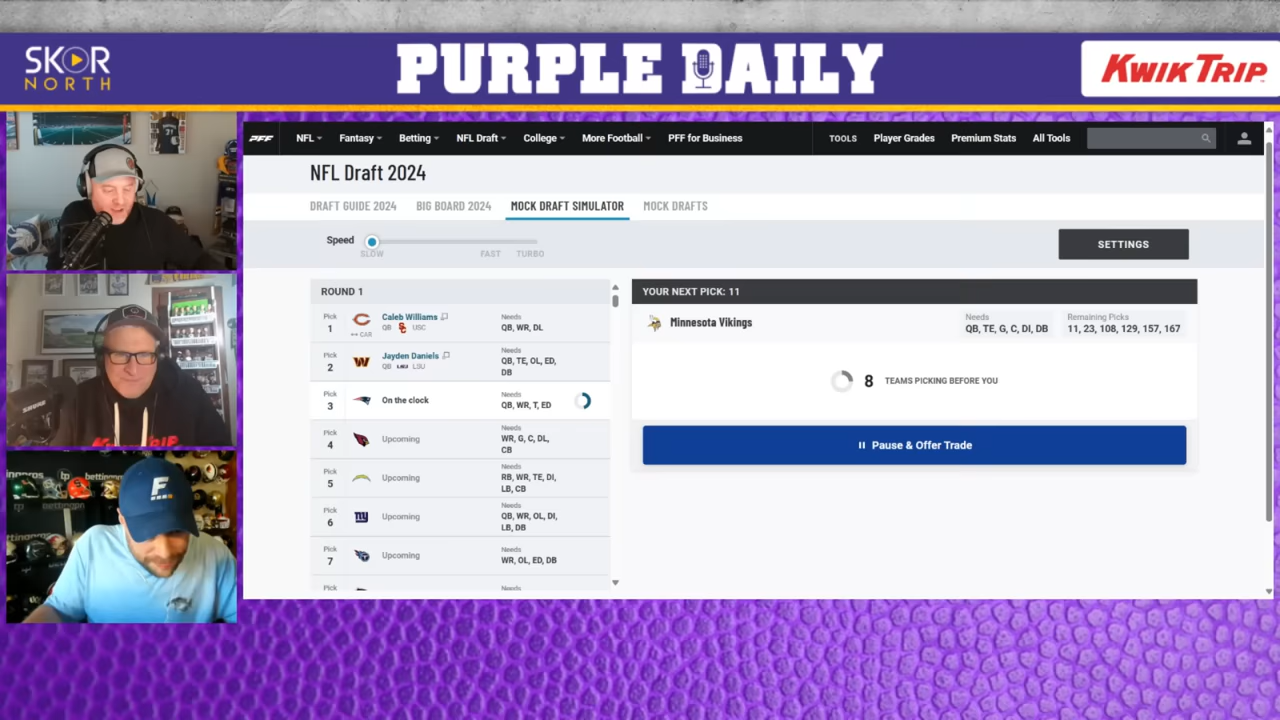 SKOR
NORTH
PURPLE DAILY
KWIK TRIP
PFF
NFL
Fantasy
Betting
NFL Draft
College
More Football
PFF for Business
TOOLS
Player Grades
Premium Stats
All Tools
NFL Draft 2024
DRAFT GUIDE 2024
BIG BOARD 2024
MOCK DRAFT SIMULATOR
MOCK DRAFTS
Speed
SLOW
FAST
TURBO
SETTINGS
ROUND 1
Pick
1
CAR
Caleb Williams
QB
USC
Needs
QB, WR, DL
Pick
2
Jayden Daniels
QB
LSU
LSU
Needs
QB, TE, OL, ED,
DB
Pick
3
On the clock
Needs
QB, WR, T, ED
Pick
4
Upcoming
Needs
WR, G, C, DL,
CB
Pick
5
Upcoming
Needs
RB, WR, TE, DI,
LB, CB
Pick
6
Upcoming
Needs
QB, WR, OL, DI,
LB, DB
Pick
7
Upcoming
Needs
WR, OL, ED, DB
Pick
Needs
YOUR NEXT PICK: 11
Minnesota Vikings
Needs
QB, TE, G, C, DI, DB
Remaining Picks
11, 23, 108, 129, 157, 167
8 TEAMS PICKING BEFORE YOU
Pause & Offer Trade